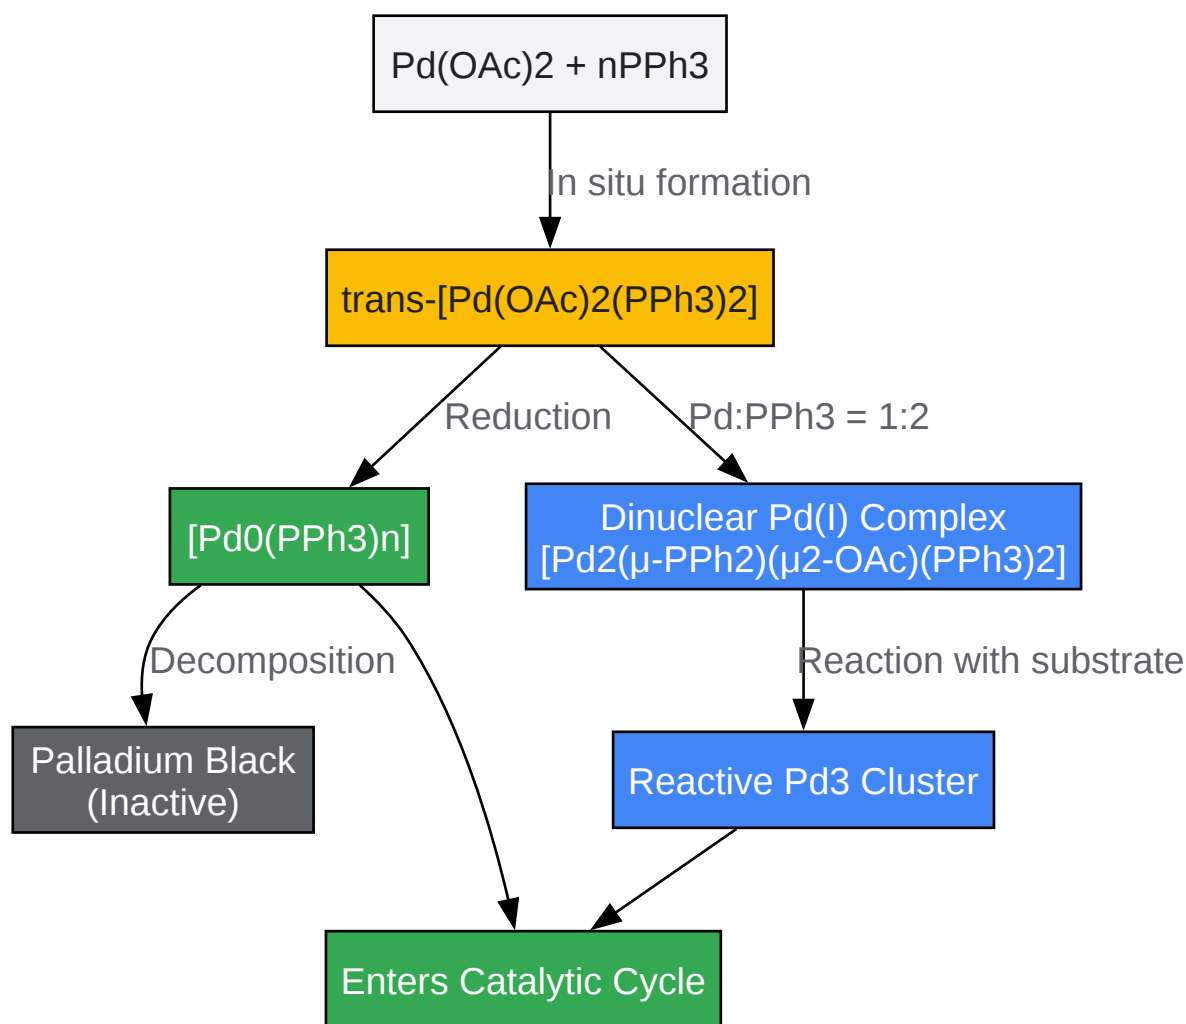 Pd(OAc)2 + nPPh3
In situ formation
trans-[Pd(OAc)2(PPh3)2]
Reduction
Pd:PPh3 = 1:2
[Pd0(PPh3)n]
Dinuclear Pd(I) Complex
[Pd2(μ-PPh2)(μ2-OAc)(PPh3)2]
Decomposition
Reaction with substrate
Palladium Black
(Inactive)
Reactive Pd3 Cluster
Enters Catalytic Cycle